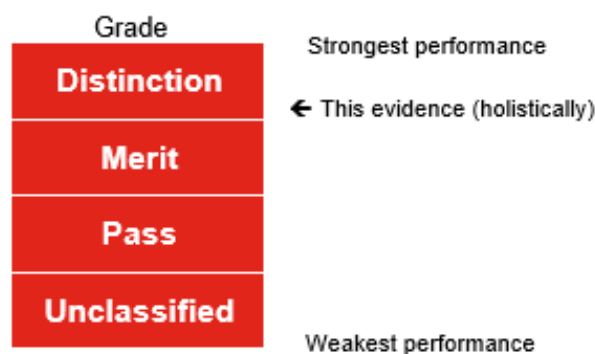 Grade
Strongest performance
Distinction
← This evidence (holistically)
Merit
Pass
Unclassified
Weakest performance